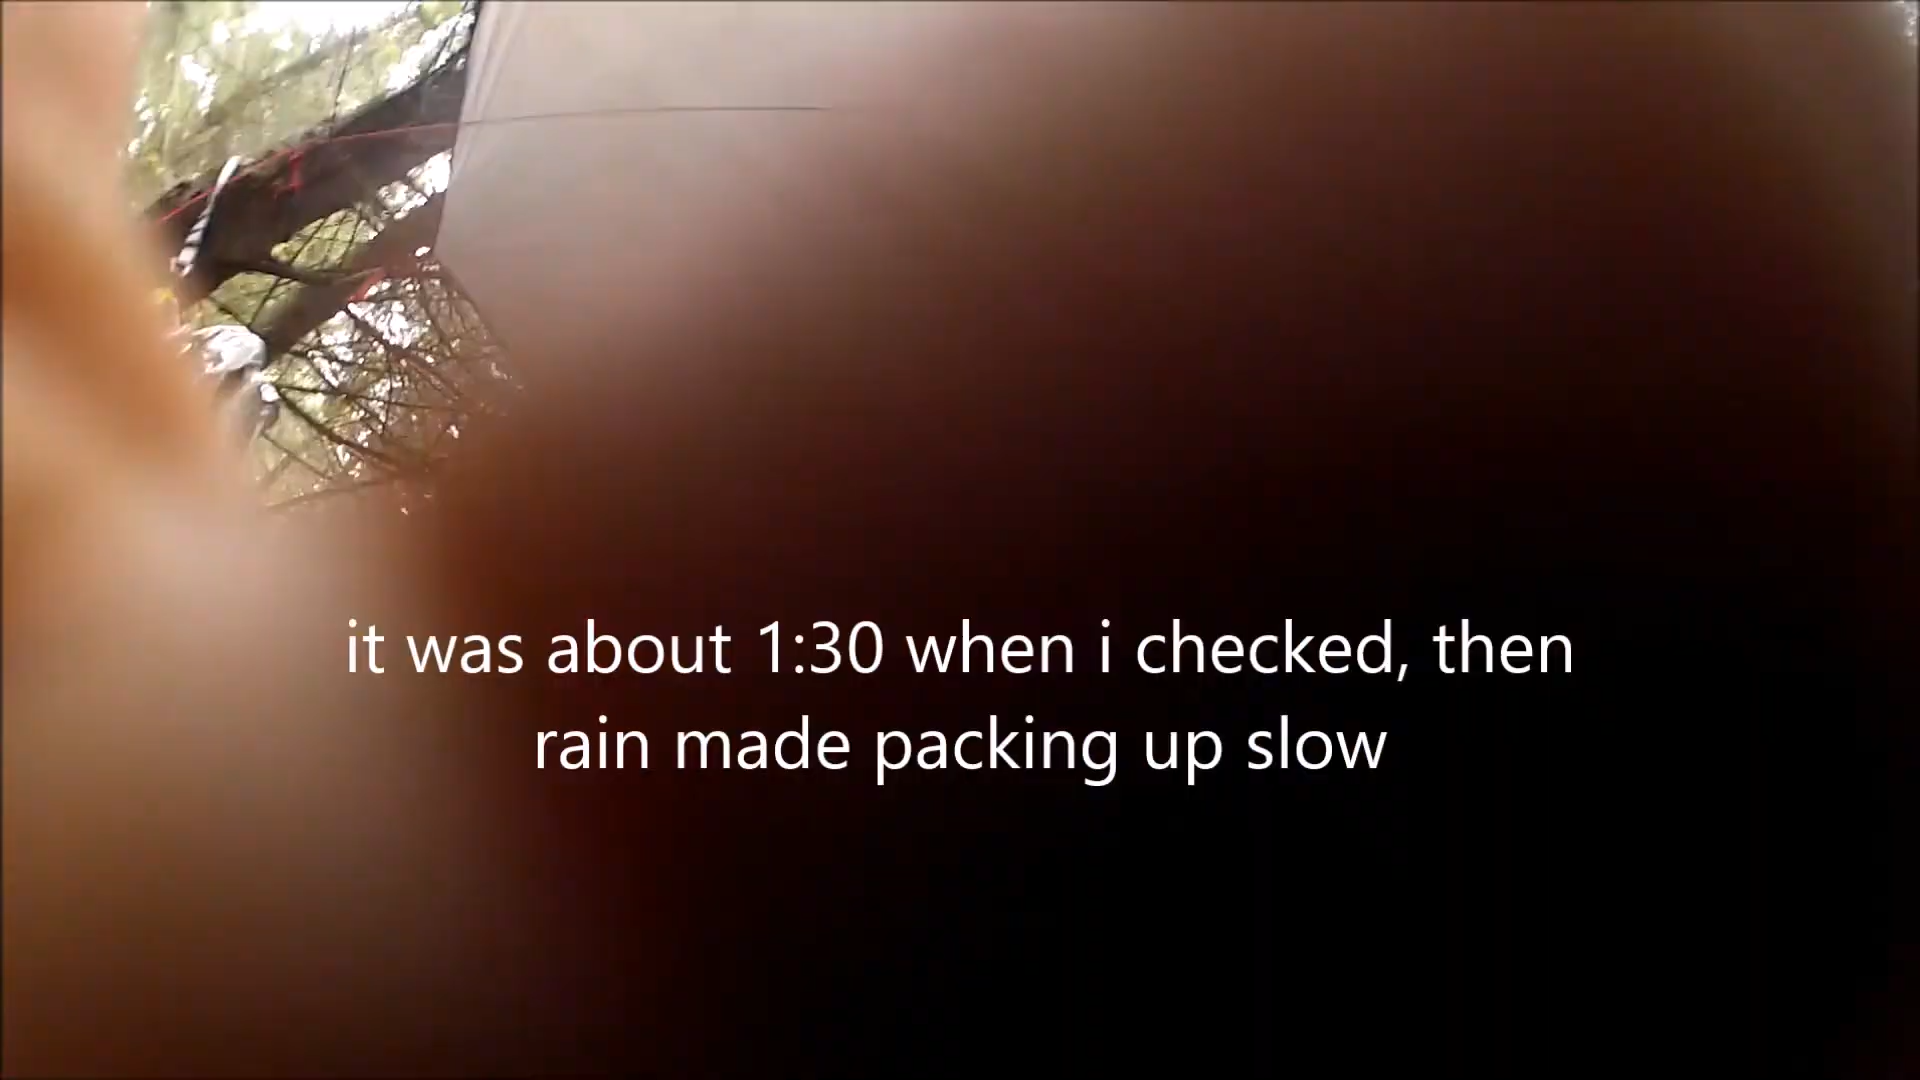 it was about 1:30 when i checked, then
rain made packing up slow